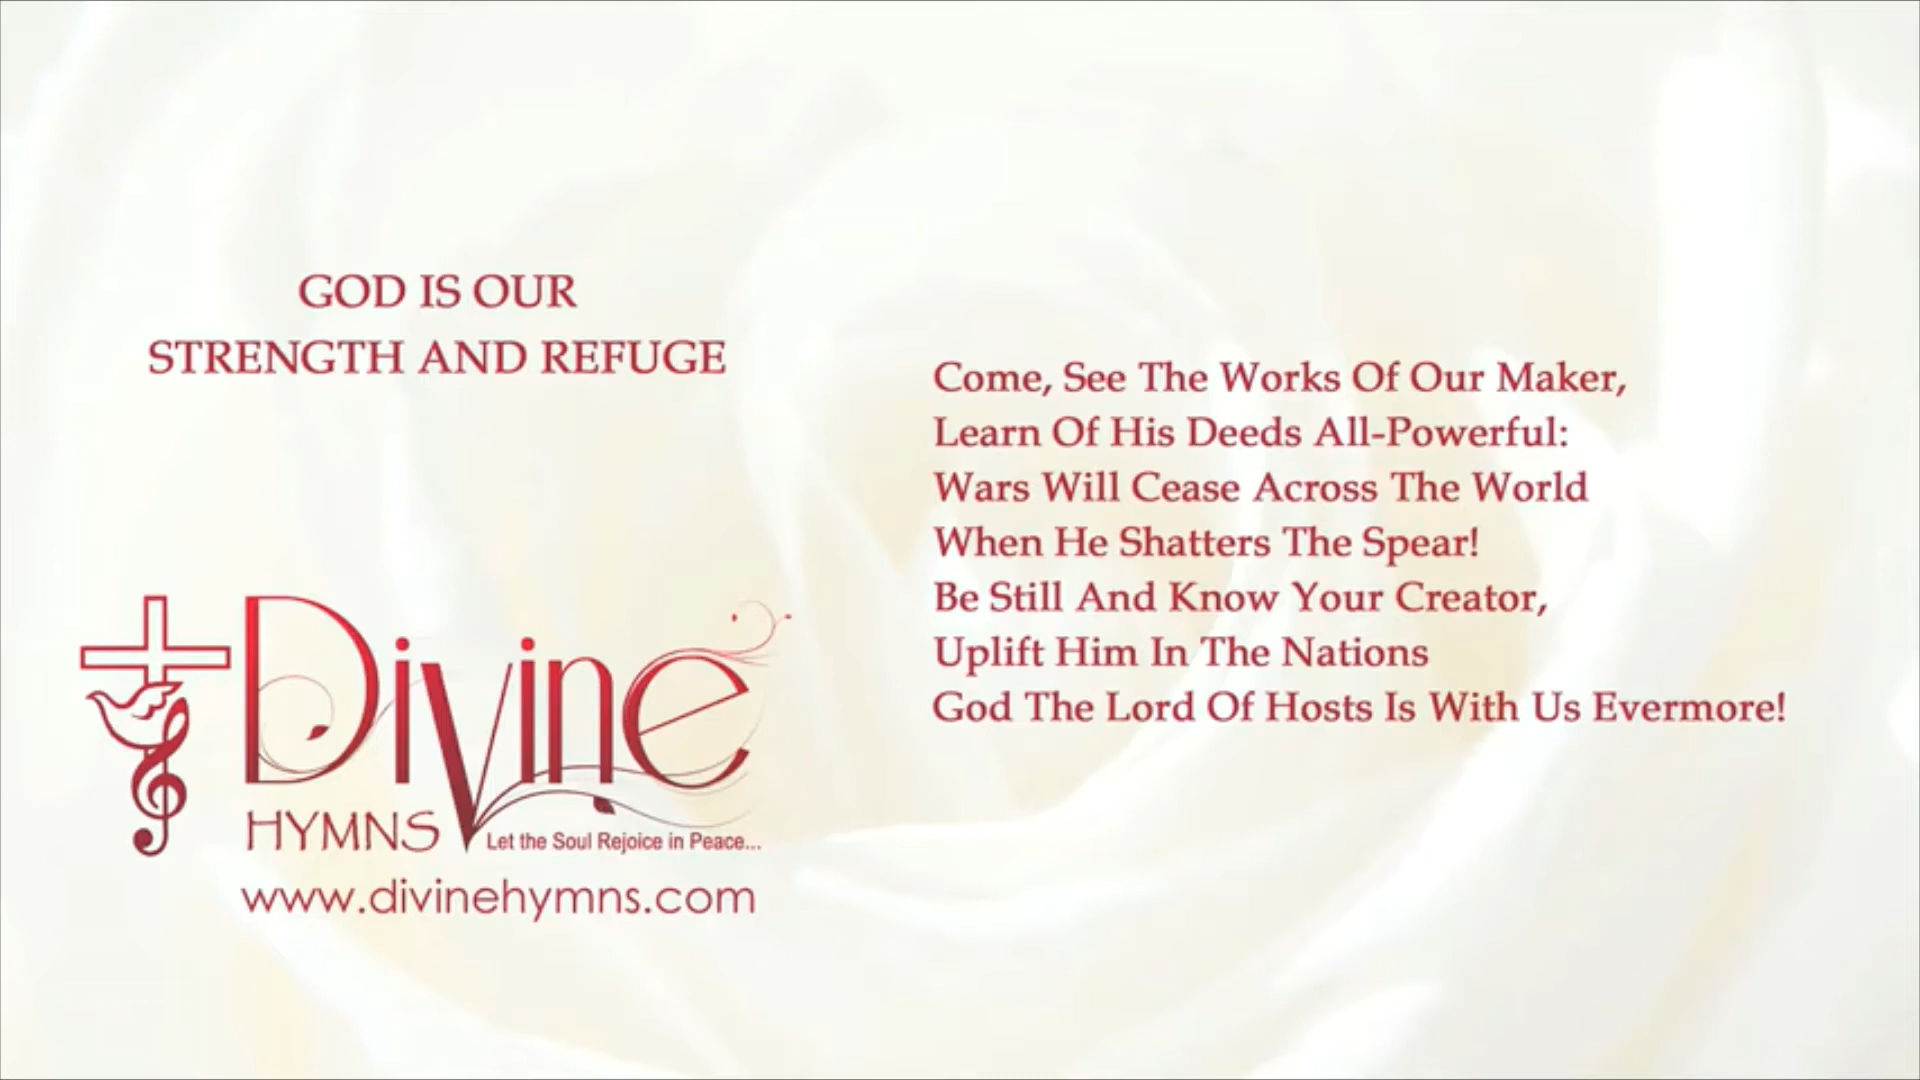 GOD IS OUR
STRENGTH AND REFUGE
Come, See The Works Of Our Maker,
Learn Of His Deeds All-Powerful:
Wars Will Cease Across The World
When He Shatters The Spear!
Be Still And Know Your Creator,
Uplift Him In The Nations
God The Lord Of Hosts Is With Us Evermore!
Divine
HYMNS
Let the Soul Rejoice in Peace...
www.divinehymns.com